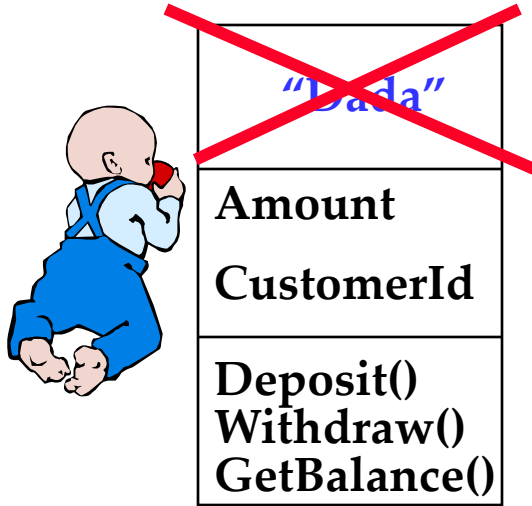 “Dada”
Amount
CustomerId
Deposit()
Withdraw()
GetBalance()